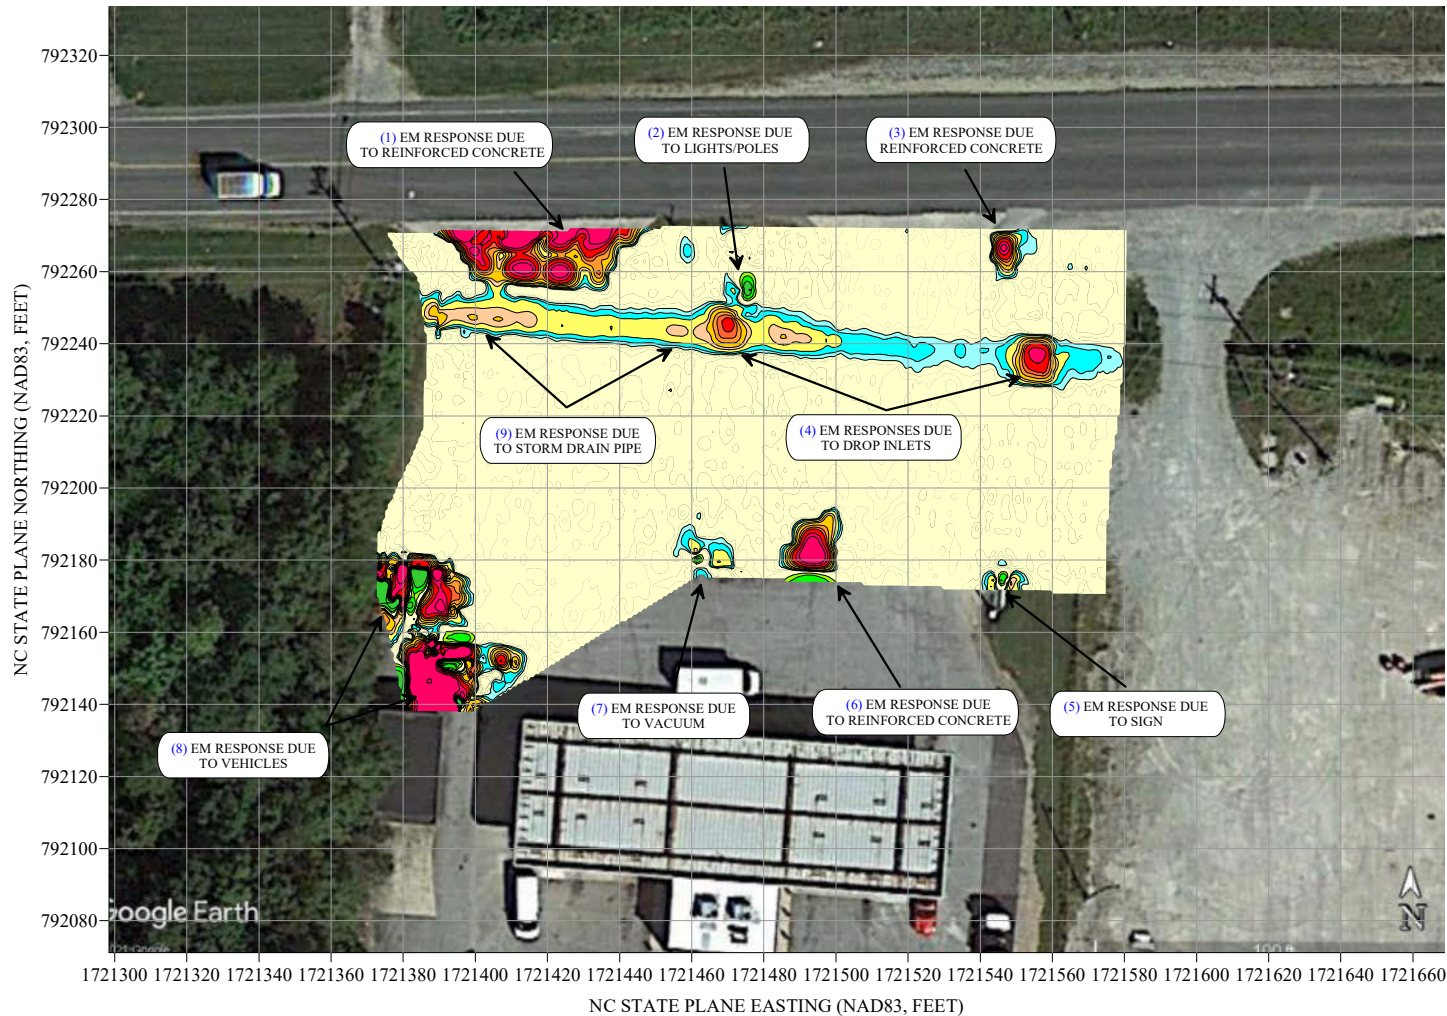 792320
792300
792280
792260
792240
792220
792200
792180
792160
792140
792120
792100
792080
NC STATE PLANE NORTHING (NAD83, FEET)
(1) EM RESPONSE DUE
TO REINFORCED CONCRETE
(2) EM RESPONSE DUE
TO LIGHTS/POLES
(3) EM RESPONSE DUE
REINFORCED CONCRETE
(9) EM RESPONSE DUE
TO STORM DRAIN PIPE
(4) EM RESPONSES DUE
TO DROP INLETS
(8) EM RESPONSE DUE
TO VEHICLES
(7) EM RESPONSE DUE
TO VACUUM
(6) EM RESPONSE DUE
TO REINFORCED CONCRETE
(5) EM RESPONSE DUE
TO SIGN
Google Earth
2021 Google
N
100 ft
1721300 1721320 1721340 1721360 1721380 1721400 1721420 1721440 1721460 1721480 1721500 1721520 1721540 1721560 1721580 1721600 1721620 1721640 1721660
NC STATE PLANE EASTING (NAD83, FEET)